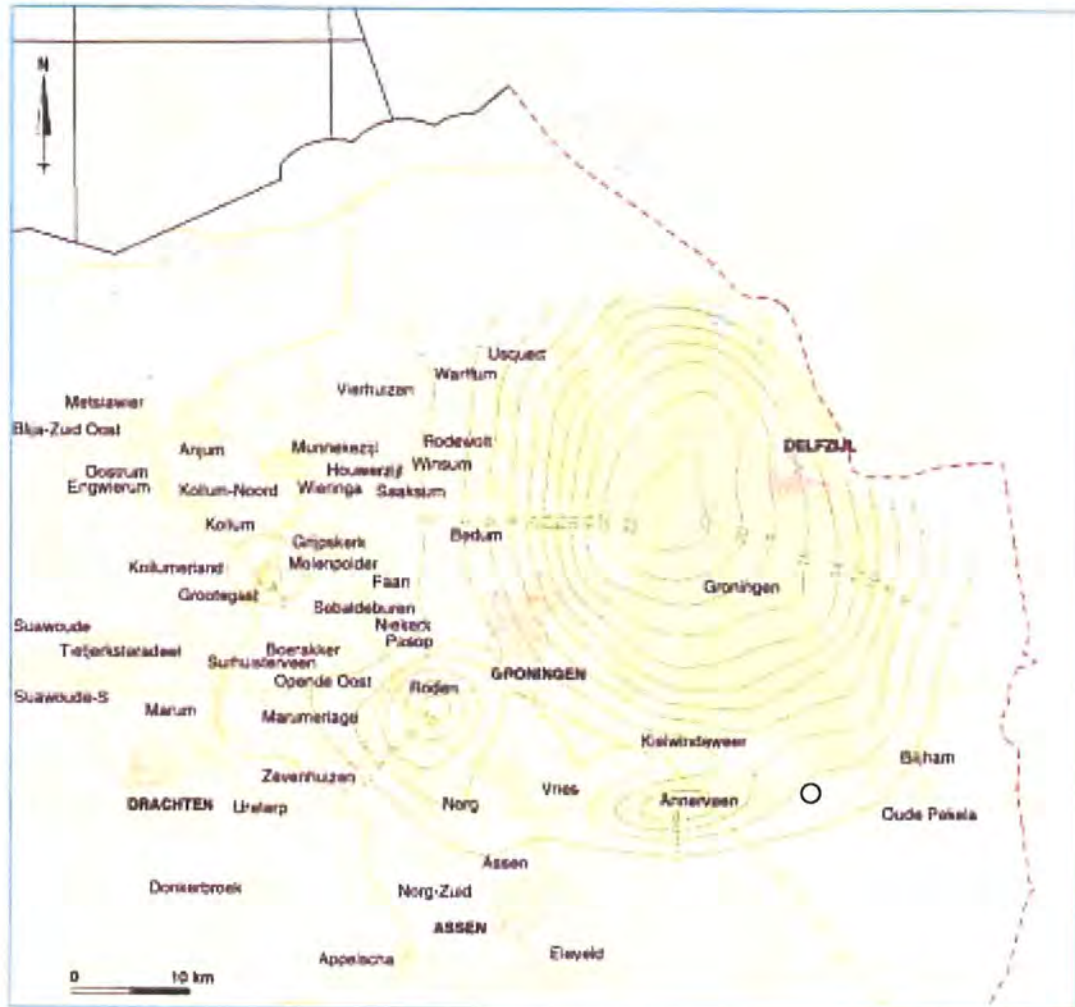 N
Usquert
Warffum
Vierhuizen
Metslawier
Blija-Zuid Oost
Anjum
Munnekezijl
Rodewolt
DELFZIJL
Houwerzijl
Winsum
Oostrum
Engwierum
Kollum-Noord
Wieringa
Saaksum
Kollum
Bedum
Grijpskerk
Molenpolder
Kollumerland
Faan
Groningen
Grootegast
Sebaldeburen
Suawoude
Niekerk
Pasop
Tietjerksteradeel
Boerakker
Surhuisterveen
GRONINGEN
Opende Oost
Roden
Suawoude-S
Marum
Marumerlage
Kielwindeweer
Blijham
Zevenhuizen
Vries
Annerveen
DRACHTEN
Ureterp
Norg
Oude Pekela
Assen
Donkerbroek
Norg-Zuid
ASSEN
Appelscha
Eleveld
0 10 km